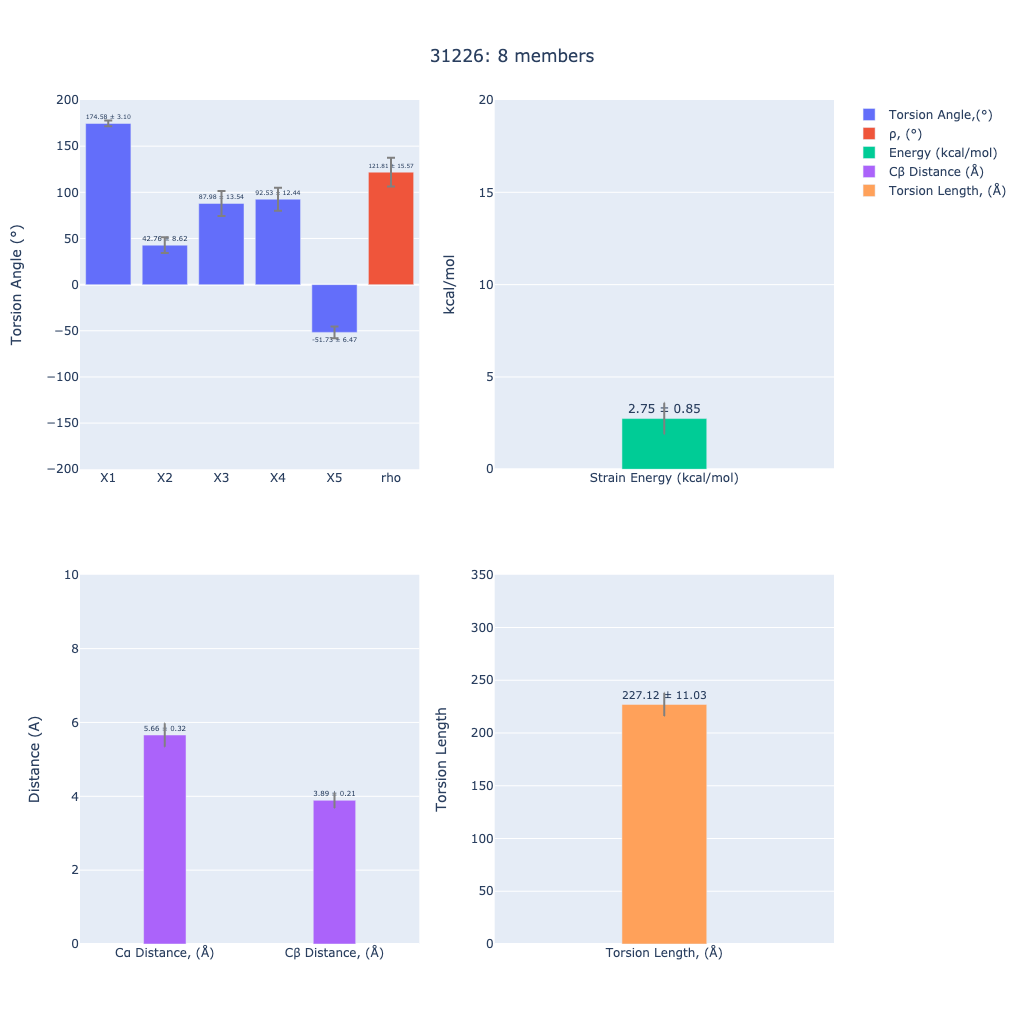 31226: 8 members
200
150
100
50
0
−50
−100
−150
−200
Torsion Angle (°)
174.58 ± 3.10
42.76 ± 8.62
87.98 ± 13.54
92.53 ± 12.44
-51.73 ± 6.47
121.81 ± 15.57
X1 X2 X3 X4 X5 rho
20
15
10
5
0
kcal/mol
2.75 ± 0.85
Strain Energy (kcal/mol)
Torsion Angle,(°)
ρ, (°)
Energy (kcal/mol)
Cβ Distance (Å)
Torsion Length, (Å)
10
8
6
4
2
0
Distance (A)
5.66 ± 0.32
3.89 ± 0.21
Cα Distance, (Å) Cβ Distance, (Å)
350
300
250
200
150
100
50
0
Torsion Length
227.12 ± 11.03
Torsion Length, (Å)